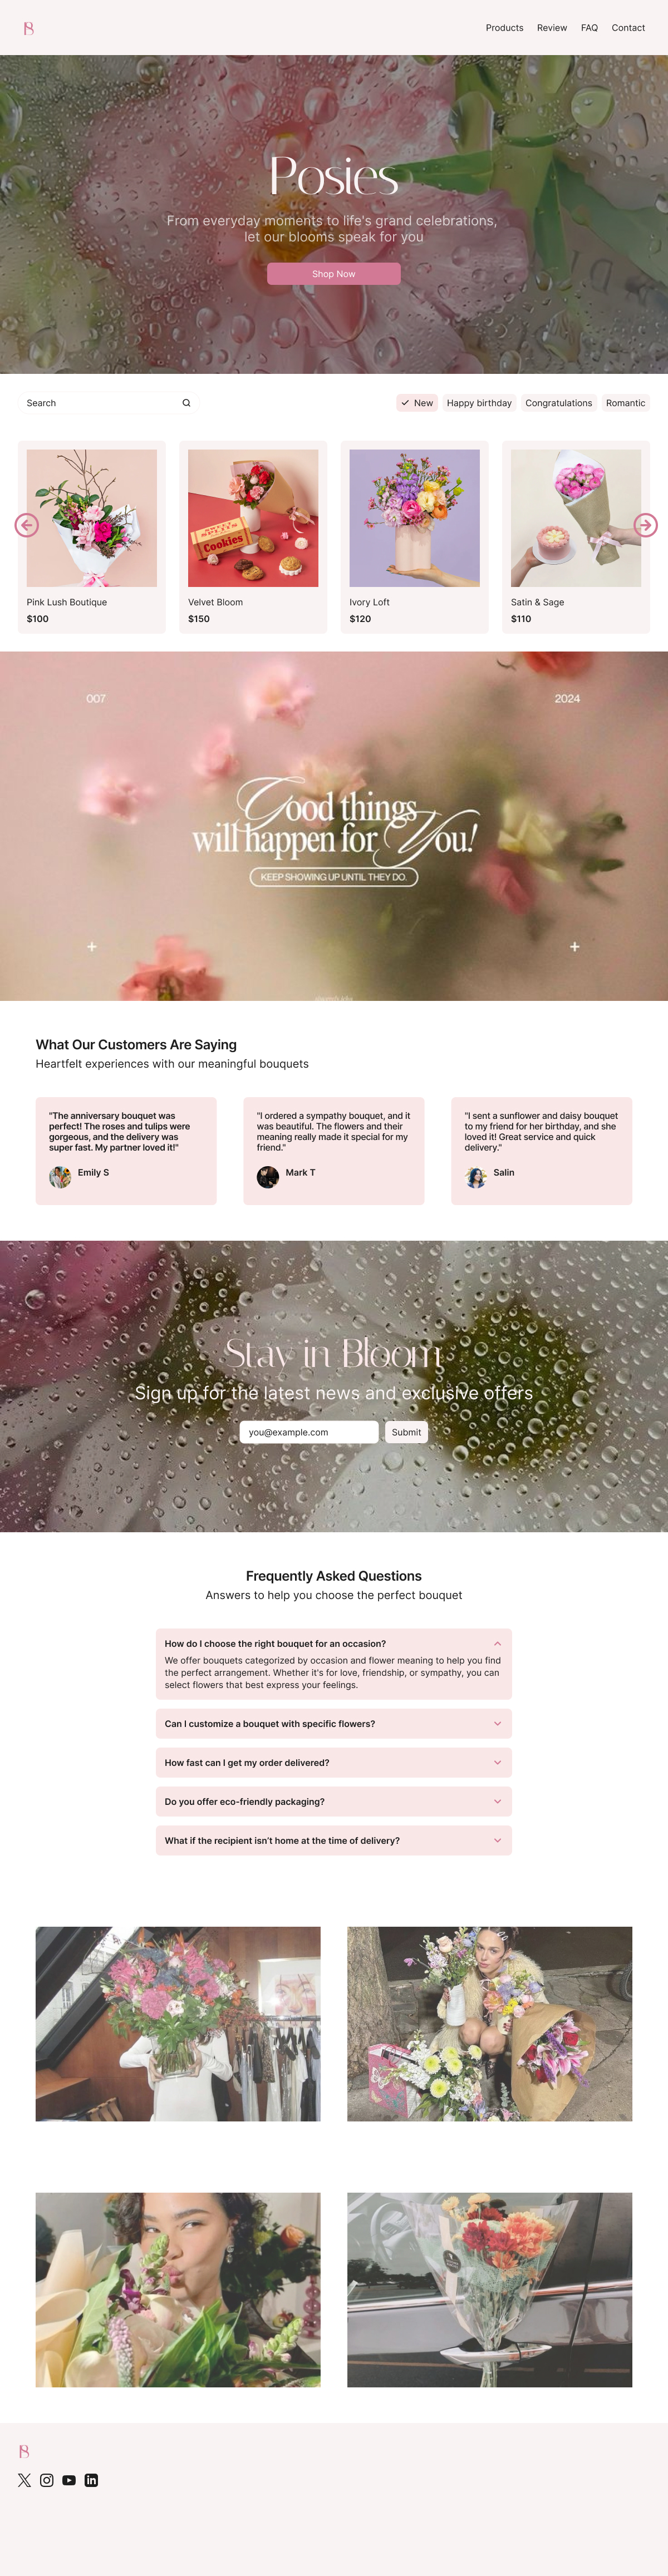 B
Products Review FAQ Contact
Posies
From everyday moments to life's grand celebrations,
let our blooms speak for you
Shop Now
Search
New Happy birthday Congratulations Romantic
Cookies
Pink Lush Boutique
$100
Velvet Bloom
$150
Ivory Loft
$120
Satin & Sage
$110
007 2024
Good things
will happen for You!
KEEP SHOWING UP UNTIL THEY DO.
What Our Customers Are Saying
Heartfelt experiences with our meaningful bouquets
"The anniversary bouquet was
perfect! The roses and tulips were
gorgeous, and the delivery was
super fast. My partner loved it!"
Emily S
"I ordered a sympathy bouquet, and it
was beautiful. The flowers and their
meaning really made it special for my
friend."
Mark T
"I sent a sunflower and daisy bouquet
to my friend for her birthday, and she
loved it! Great service and quick
delivery."
Salin
Stay in Bloom
Sign up for the latest news and exclusive offers
you@example.com Submit
Frequently Asked Questions
Answers to help you choose the perfect bouquet
How do I choose the right bouquet for an occasion?
We offer bouquets categorized by occasion and flower meaning to help you find
the perfect arrangement. Whether it's for love, friendship, or sympathy, you can
select flowers that best express your feelings.
Can I customize a bouquet with specific flowers?
How fast can I get my order delivered?
Do you offer eco-friendly packaging?
What if the recipient isn't home at the time of delivery?
B